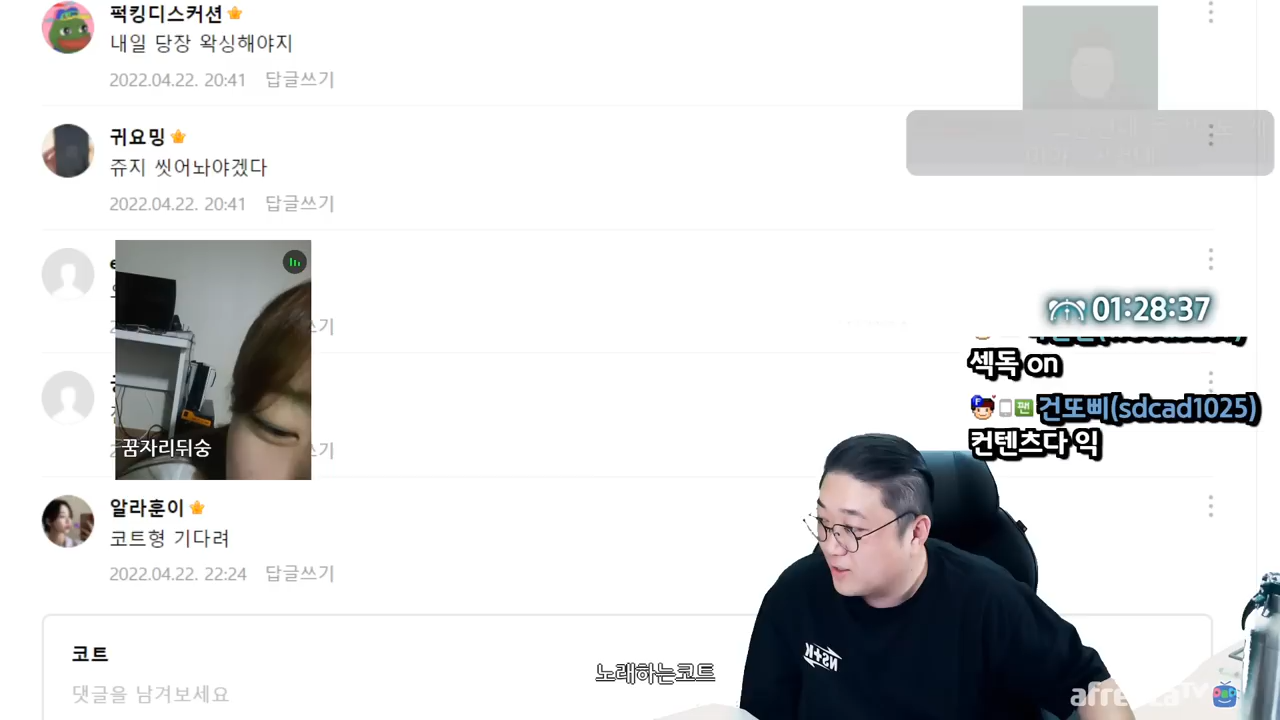 퍽킹디스커션
내일 당장 왁싱해야지
2022.04.22. 20:41 답글쓰기
귀요밍
쥬지 씻어놔야겠다
2022.04.22. 20:41 답글쓰기
01:28:37
섹독 on
건또삐(sdcad1025)
컨텐츠다 익
꿈자리뒤숭
알라훈이
코트형 기다려
2022.04.22. 22:24 답글쓰기
코트
댓글을 남겨보세요
노래하는코트
NS+K
afreecaTV